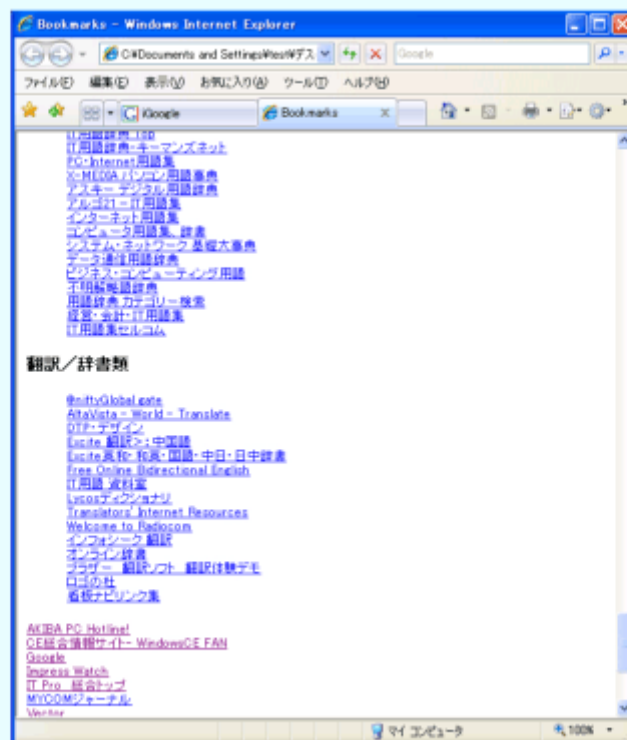 Bookmarks - Windows Internet Explorer
C:¥Documents and Settings¥test¥デス
Google
ファイル(F) 編集(E) 表示(V) お気に入り(A) ツール(T) ヘルプ(H)
iGoogle Bookmarks
IT用語辞典 Top
IT用語辞典-キーマンズネット
PC・Internet用語集
X-MEDIA パソコン用語事典
アスキー デジタル用語辞典
アルゴ21-IT用語集
インターネット用語集
コンピュータ用語集、辞書
システム・ネットワーク 基礎大事典
データ通信用語辞典
ビジネス・コンピューティング用語
不明解略語辞典
用語辞典 カテゴリー検索
経営・会計・IT用語集
IT用語集セルコム
翻訳/辞書類
@niftyGlobal gate
AltaVista - World - Translate
DTP・デザイン
Excite 翻訳>:中国語
Excite英和・和英・国語・中日・日中辞書
Free Online Bidirectional English
IT用語 資料室
Lycosディクショナリ
Translators' Internet Resources
Welcome to Radiocom
インフォシーク 翻訳
オンライン辞書
ブラザー 翻訳ソフト 翻訳体験デモ
ロゴの杜
看板ナビリンク集
AKIBA PC Hotline!
CE総合情報サイト- WindowsCE FAN
Google
Impress Watch
IT Pro 総合トップ
MYCOMジャーナル
Vector
マイ コンピュータ
100%